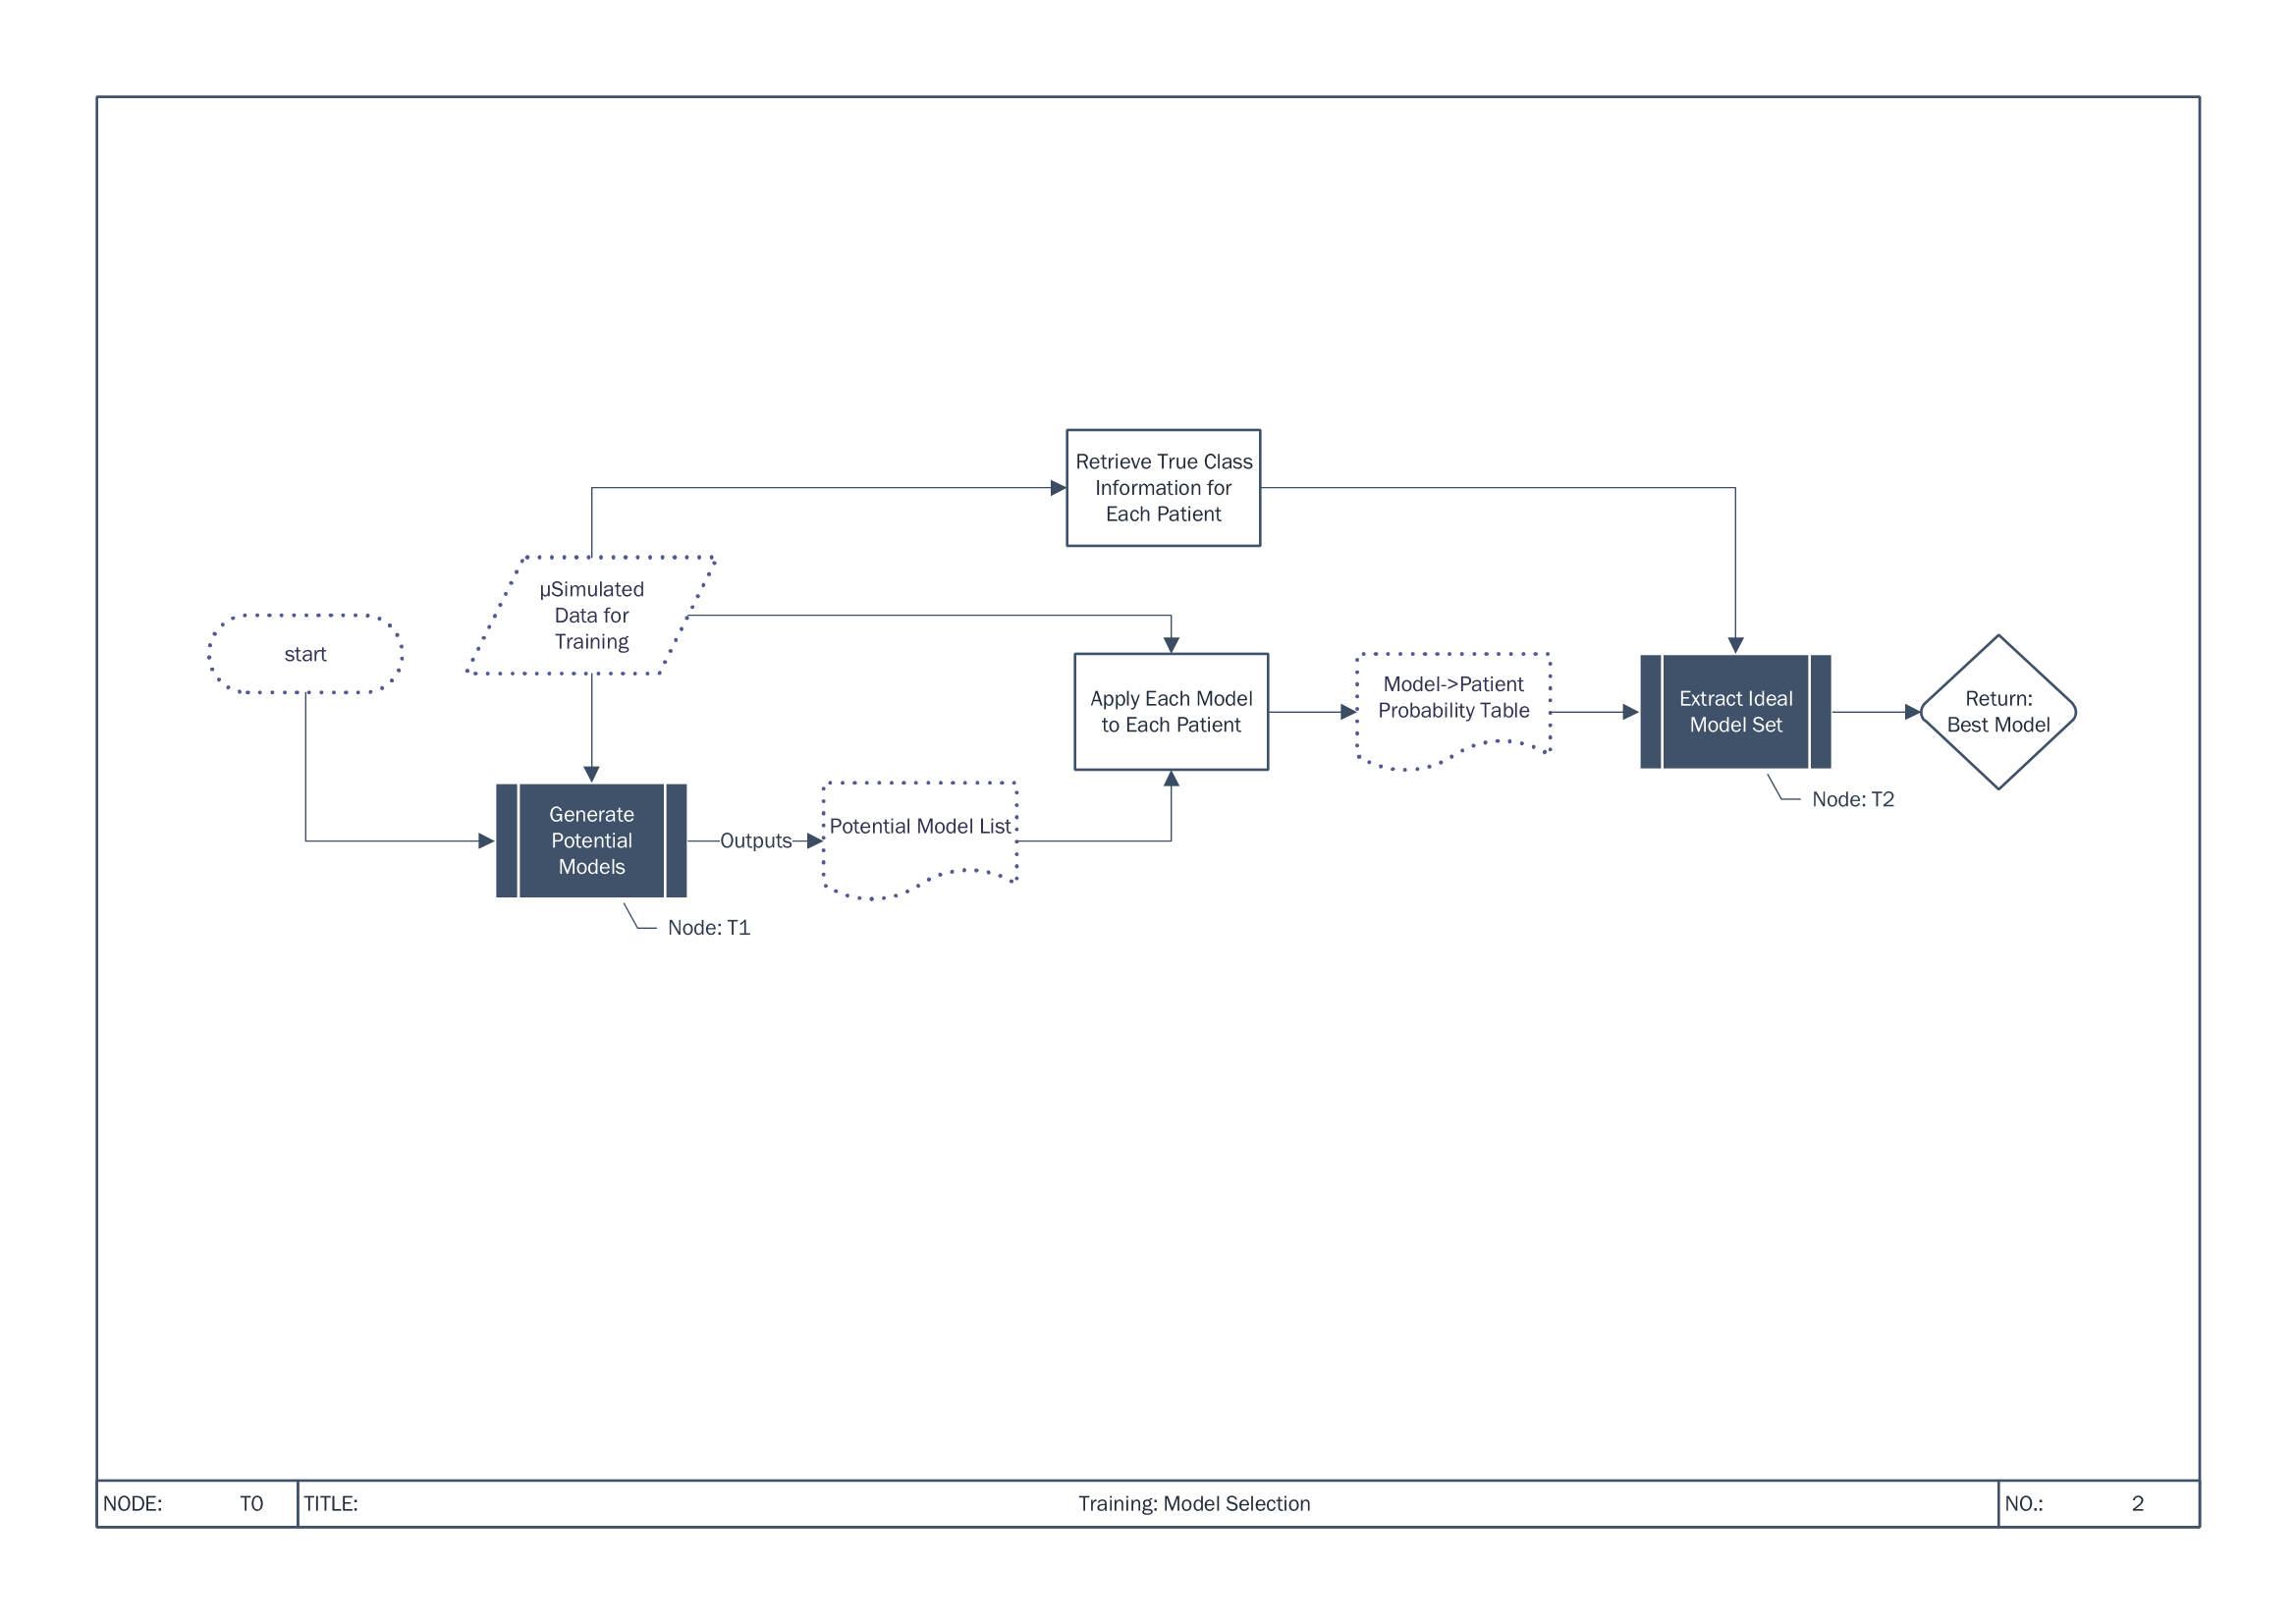 Retrieve True Class
Information for
Each Patient
µSimulated
Data for
Training
start
Apply Each Model
to Each Patient
Model->Patient
Probability Table
Extract Ideal
Model Set
Return:
Best Model
Node: T2
Generate
Potential
Models
Outputs
Potential Model List
Node: T1
NODE: T0
TITLE: Training: Model Selection
NO.: 2